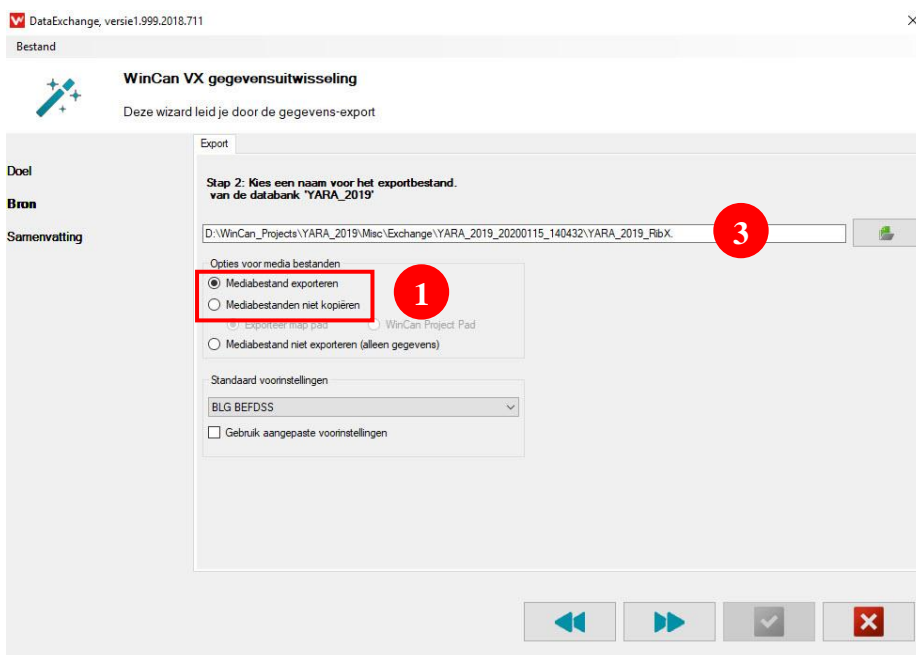 DataExchange, versie1.999.2018.711
Bestand
WinCan VX gegevensuitwisseling
Deze wizard leid je door de gegevens-export
Doel
Bron
Samenvatting
Export
Stap 2: Kies een naam voor het exportbestand.
van de databank 'YARA_2019'
D:\WinCan_Projects\YARA_2019\Misc\Exchange\YARA_2019_20200115_140432\YARA_2019_RibX.
3
Opties voor media bestanden
Mediabestand exporteren
Mediabestanden niet kopiëren
1
Exporteer map pad WinCan Project Pad
Mediabestand niet exporteren (alleen gegevens)
Standaard voorinstellingen
BLG BEFDSS
Gebruik aangepaste voorinstellingen